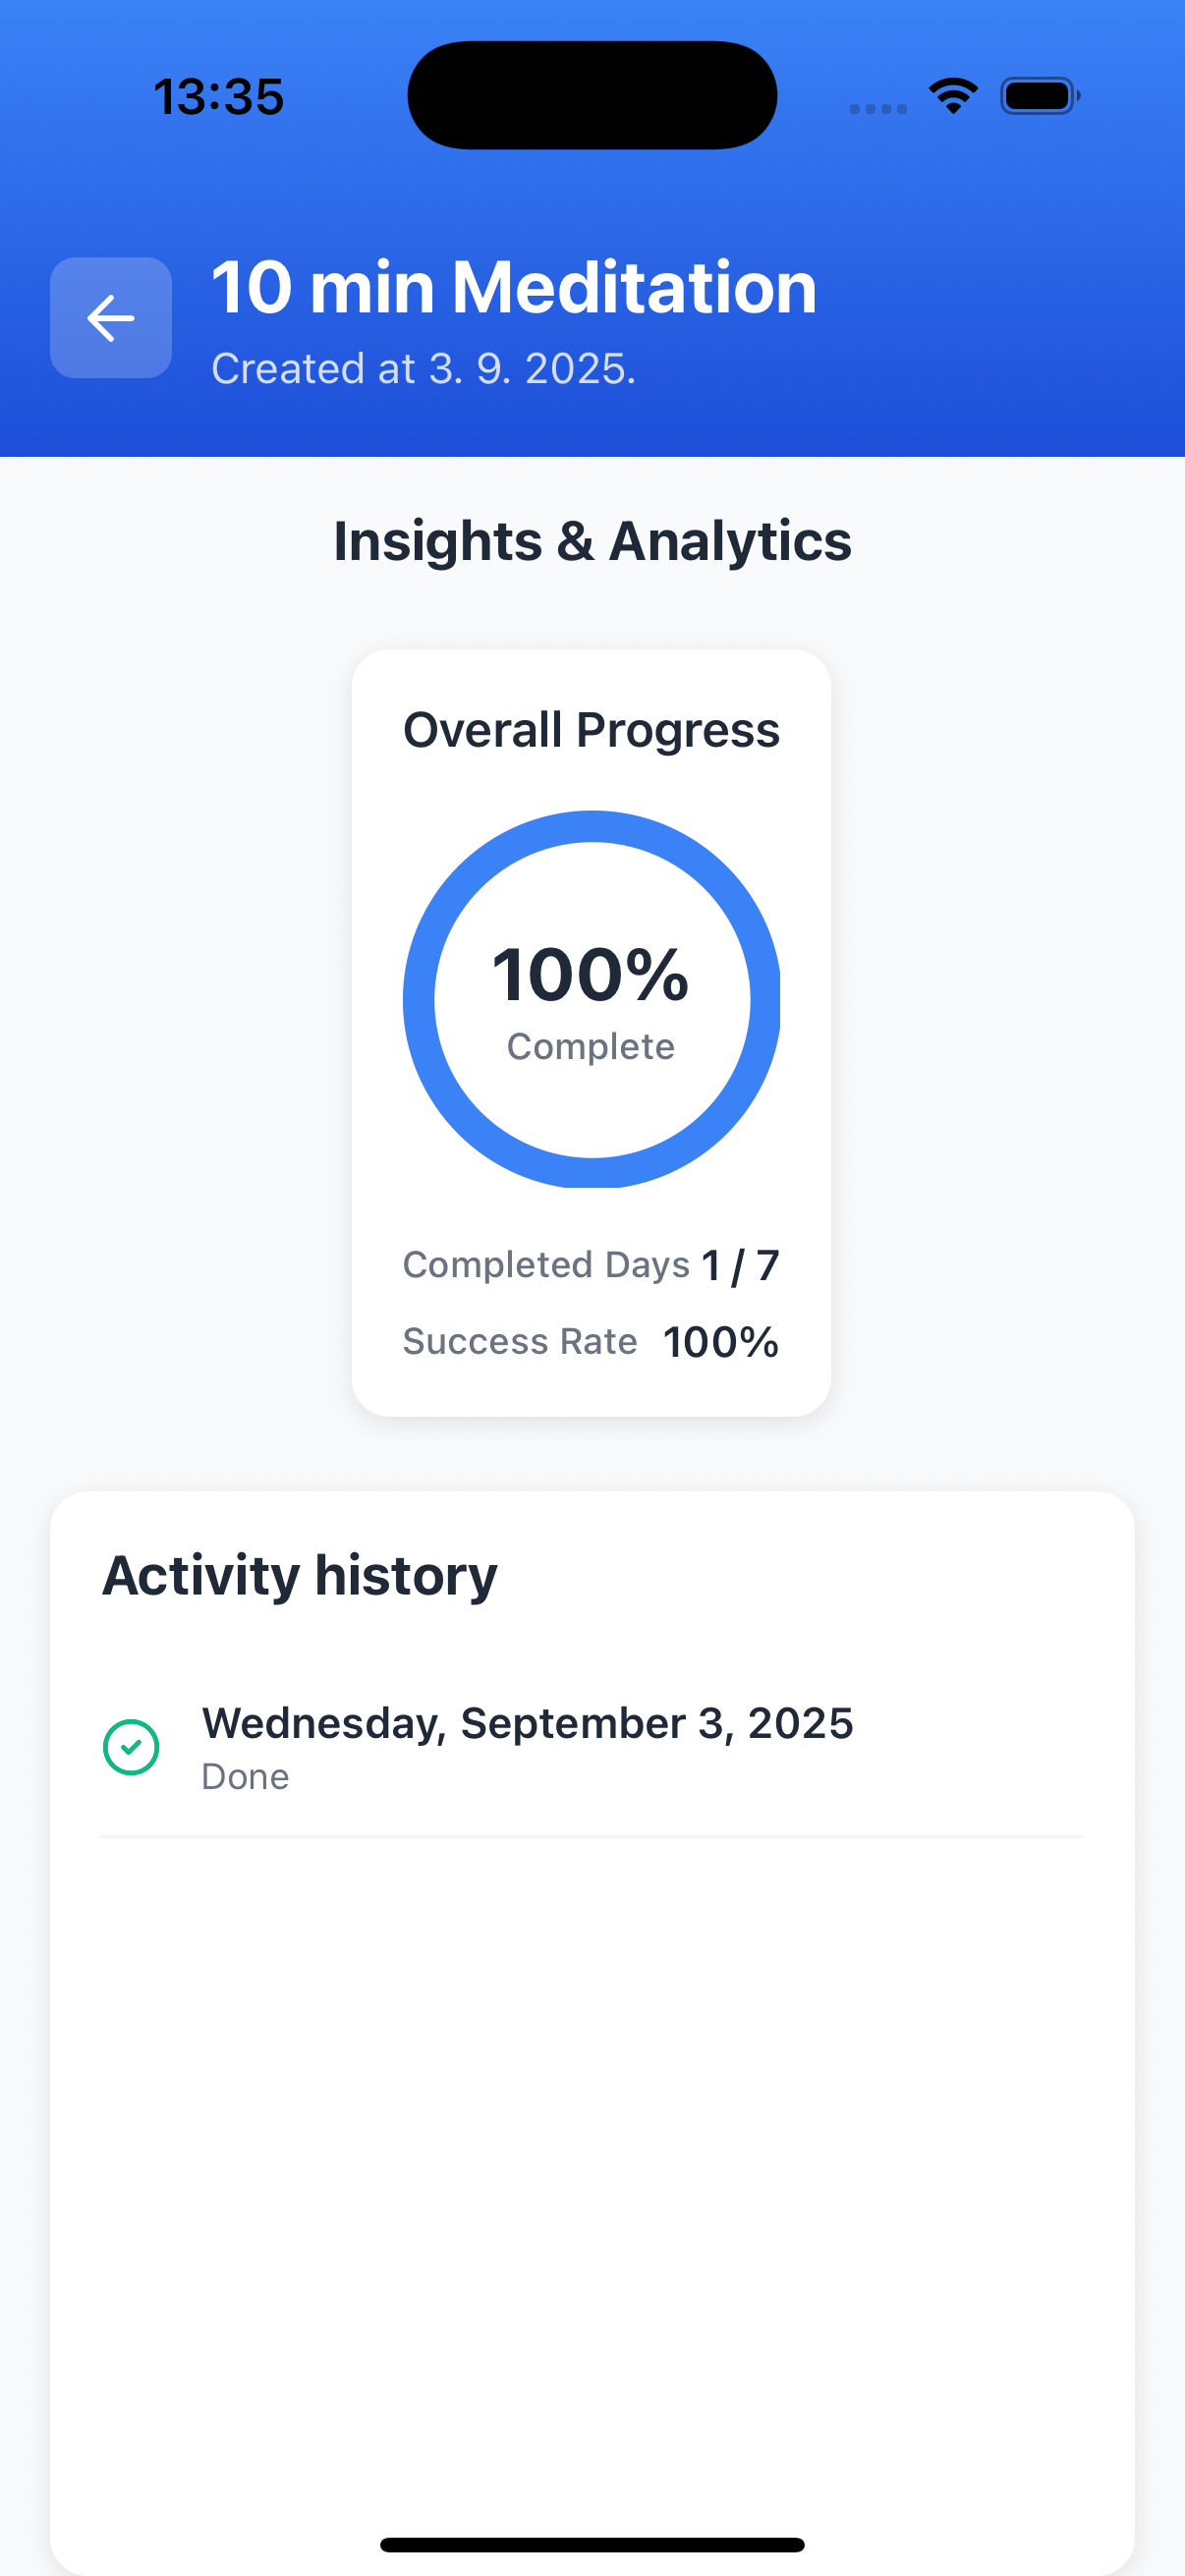 13:35
10 min Meditation
Created at 3. 9. 2025.
Insights & Analytics
Overall Progress
100%
Complete
Completed Days 1 / 7
Success Rate 100%
Activity history
Wednesday, September 3, 2025
Done